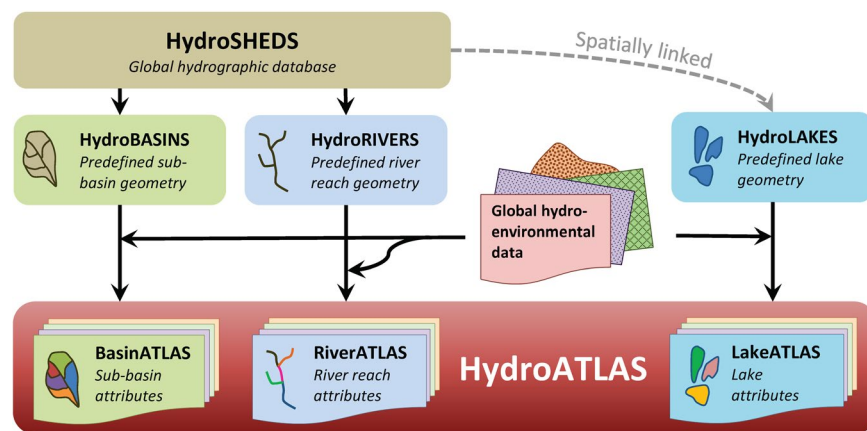 HydroSHEDS
Global hydrographic database
Spatially linked
HydroBASINS
Predefined sub-
basin geometry
HydroRIVERS
Predefined river
reach geometry
HydroLAKES
Predefined lake
geometry
Global hydro-
environmental
data
BasinATLAS
Sub-basin
attributes
RiverATLAS
River reach
attributes
HydroATLAS
LakeATLAS
Lake
attributes